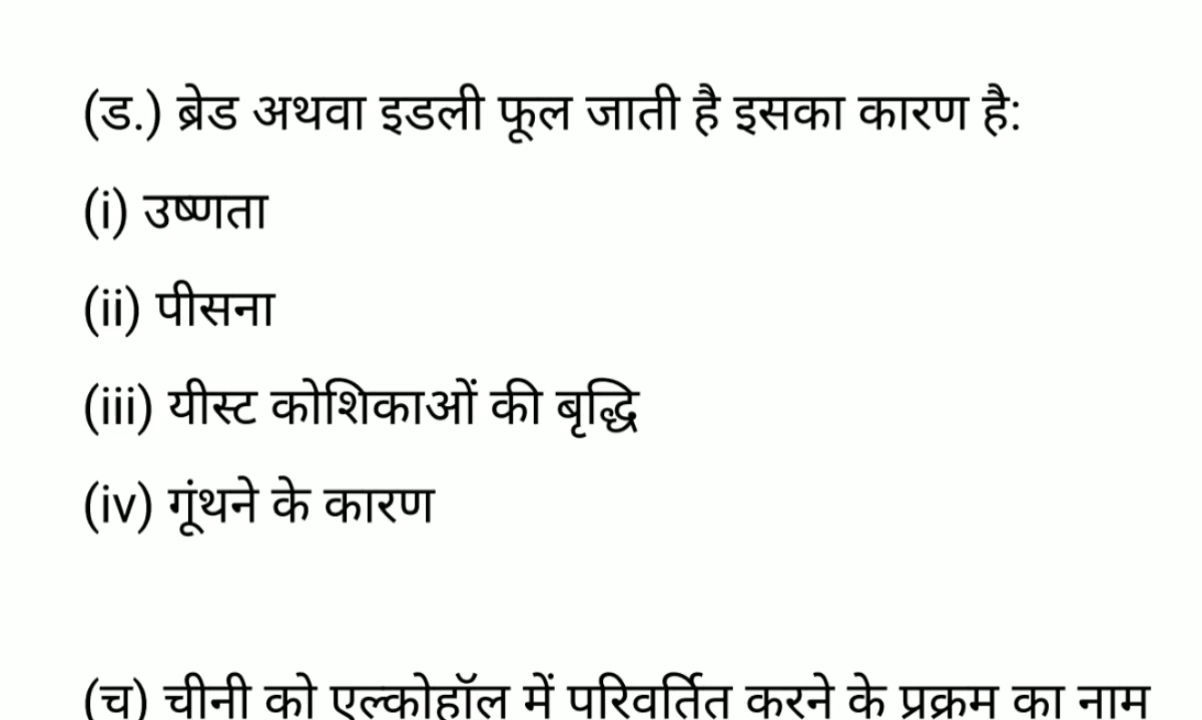 (ड.) ब्रेड अथवा इडली फूल जाती है इसका कारण है:
(i) उष्णता
(ii) पीसना
(iii) यीस्ट कोशिकाओं की बृद्धि
(iv) गूंथने के कारण
(च) चीनी को एल्कोहॉल में परिवर्तित करने के प्रक्रम का नाम